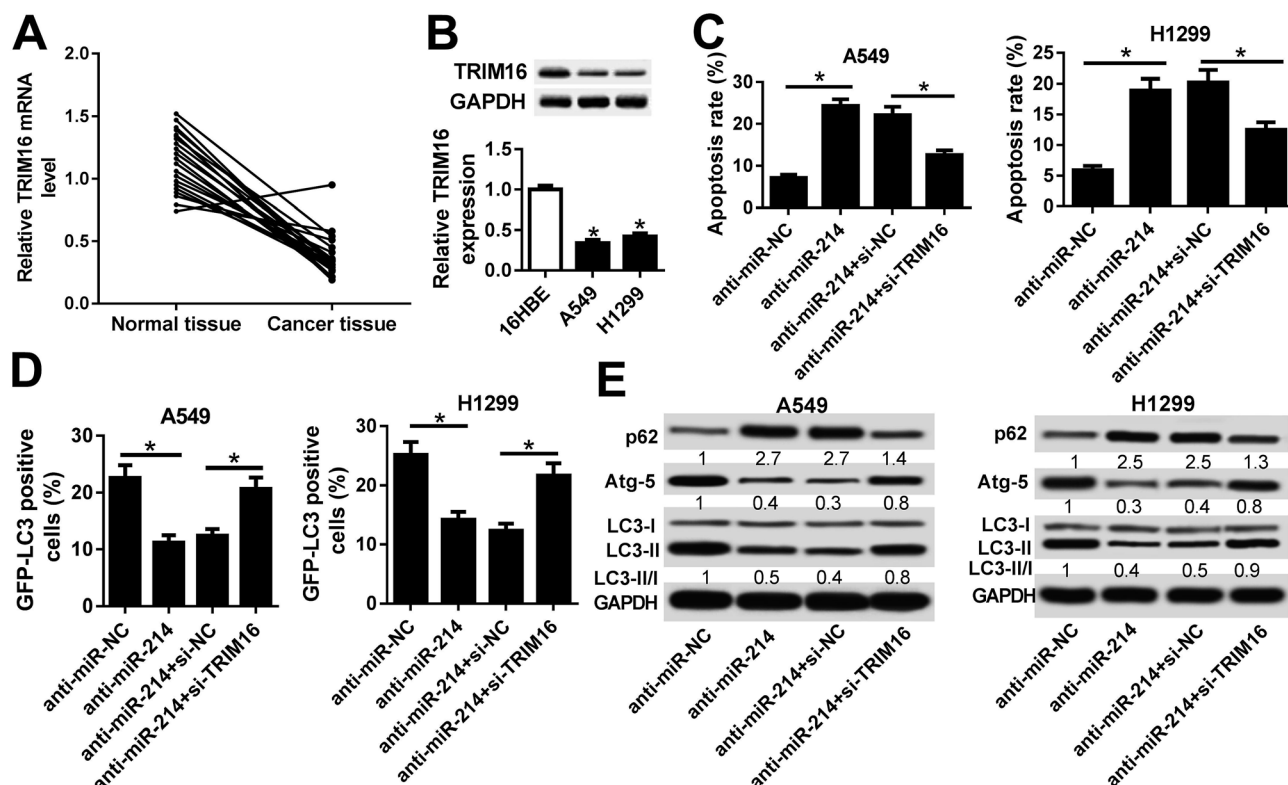 A
Relative TRIM16 mRNA
level
2.0
1.5
1.0
0.5
0.0
Normal tissue
Cancer tissue
B
TRIM16
GAPDH
Relative TRIM16
expression
1.5
1.0
0.5
0.0
*
*
16HBE
A549
H1299
C
A549
Apoptosis rate (%)
30
20
10
0
*
*
anti-miR-NC
anti-miR-214
anti-miR-214+si-NC
anti-miR-214+si-TRIM16
H1299
Apoptosis rate (%)
25
20
15
10
5
0
*
*
anti-miR-NC
anti-miR-214
anti-miR-214+si-NC
anti-miR-214+si-TRIM16
D
A549
GFP-LC3 positive
cells (%)
30
20
10
0
*
*
anti-miR-NC
anti-miR-214
anti-miR-214+si-NC
anti-miR-214+si-TRIM16
H1299
GFP-LC3 positive
cells (%)
30
20
10
0
*
*
anti-miR-NC
anti-miR-214
anti-miR-214+si-NC
anti-miR-214+si-TRIM16
E
A549
p62
1 2.7 2.7 1.4
Atg-5
1 0.4 0.3 0.8
LC3-I
LC3-II
LC3-II/I 1 0.5 0.4 0.8
GAPDH
anti-miR-NC
anti-miR-214
anti-miR-214+si-NC
anti-miR-214+si-TRIM16
H1299
p62
1 2.5 2.5 1.3
Atg-5
1 0.3 0.4 0.8
LC3-I
LC3-II
LC3-II/I 1 0.4 0.5 0.9
GAPDH
anti-miR-NC
anti-miR-214
anti-miR-214+si-NC
anti-miR-214+si-TRIM16